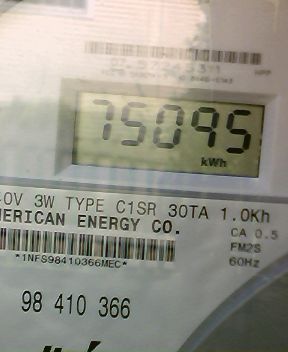 75095
kWh
OV 3W TYPE C1SR 30TA 1.0Kh
MERICAN ENERGY CO.
CA 0.5
FM2S
*1NFS98410366MEC*
60Hz
98 410 366